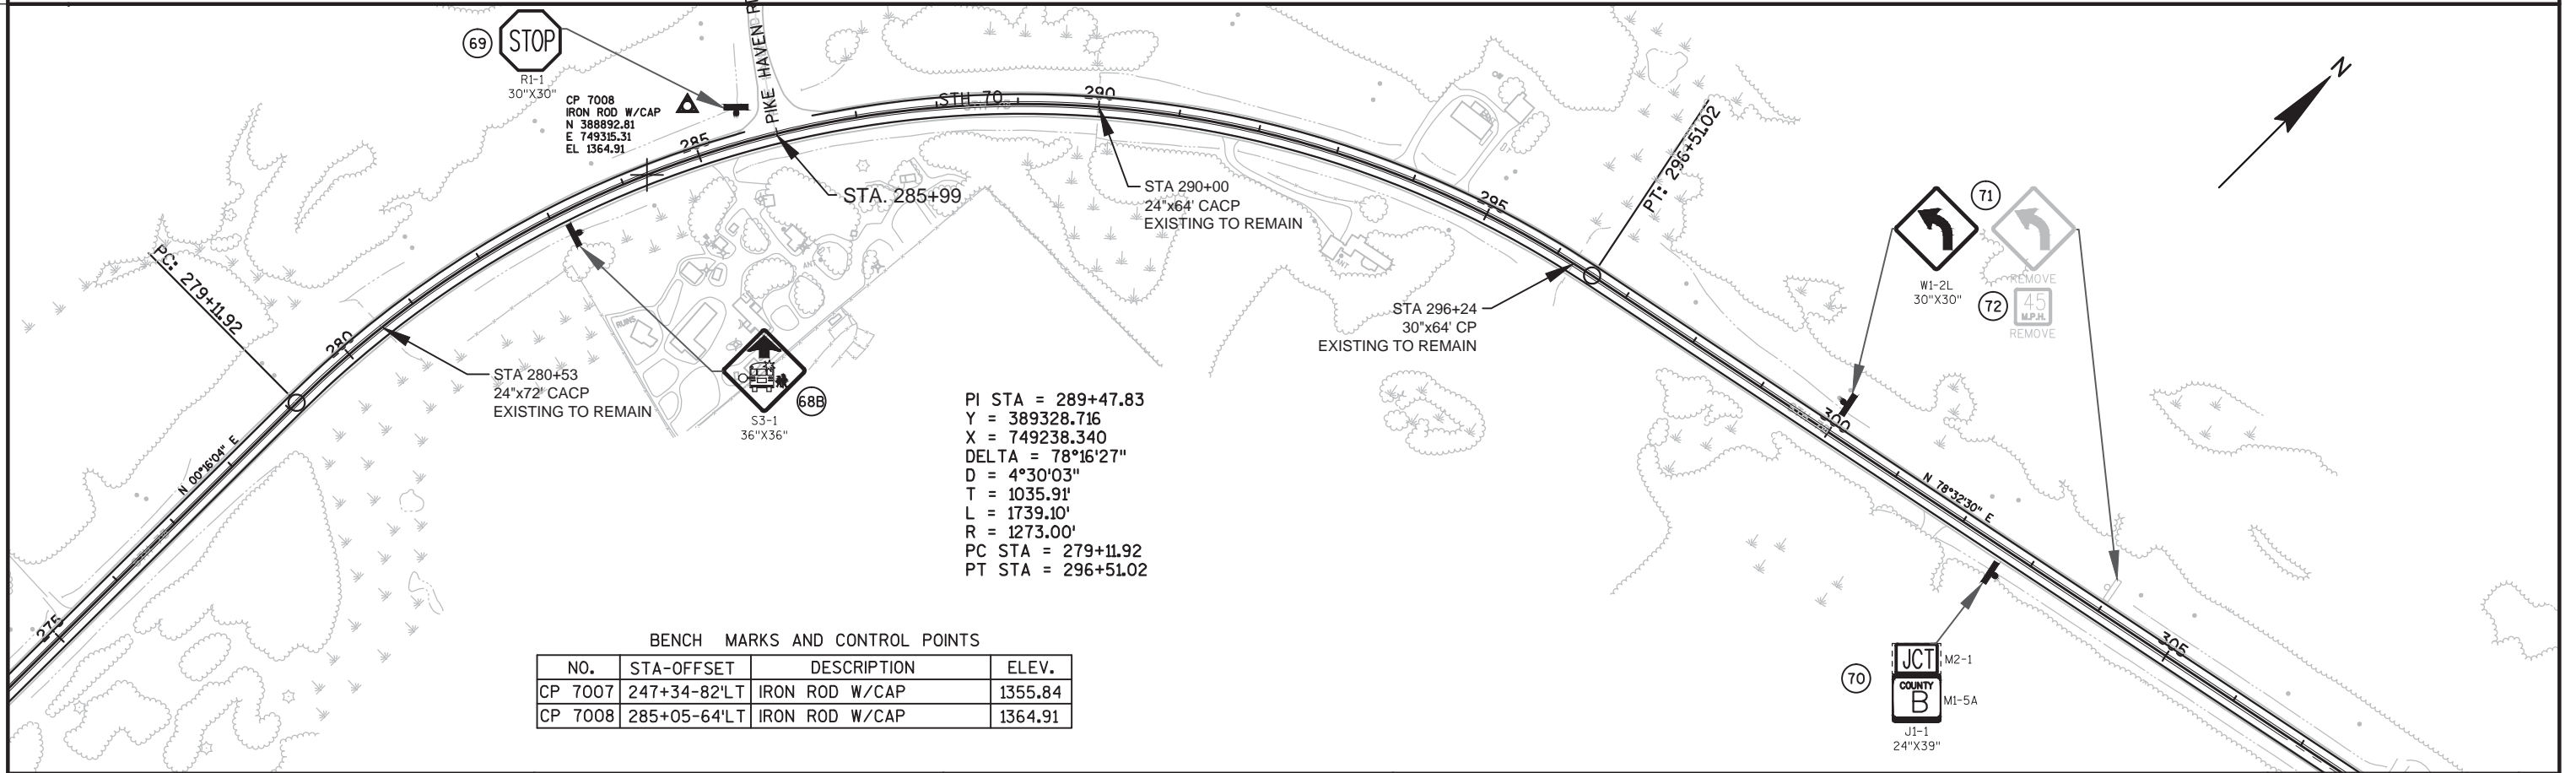 69
STOP
R1-1
30"X30"
CP 7008
IRON ROD W/CAP
N 388892.81
E 749315.31
EL 1364.91
PIKE HAVEN
STH 70
285
290
295
STA. 285+99
STA 290+00
24"x64' CACP
EXISTING TO REMAIN
PT: 296+51.02
N
71
W1-2L
30"X30"
REMOVE
72
45
M.P.H.
REMOVE
PC: 279+11.92
280
STA 280+53
24"x72' CACP
EXISTING TO REMAIN
STA 296+24
30"x64' CP
EXISTING TO REMAIN
RUINS
ANT
ANT
68B
S3-1
36"X36"
N 00°16'04" E
275
PI STA = 289+47.83
Y = 389328.716
X = 749238.340
DELTA = 78°16'27"
D = 4°30'03"
T = 1035.91'
L = 1739.10'
R = 1273.00'
PC STA = 279+11.92
PT STA = 296+51.02
300
N 78°32'30" E
305
BENCH MARKS AND CONTROL POINTS
NO. STA-OFFSET DESCRIPTION ELEV.
CP 7007 247+34-82'LT IRON ROD W/CAP 1355.84
CP 7008 285+05-64'LT IRON ROD W/CAP 1364.91
70
JCT
M2-1
COUNTY
B
M1-5A
J1-1
24"X39"